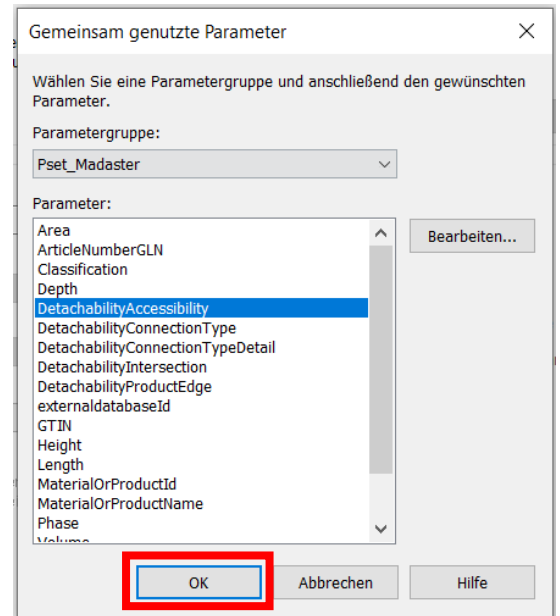 Gemeinsam genutzte Parameter
Wählen Sie eine Parametergruppe und anschließend den gewünschten
Parameter.
Parametergruppe:
Pset_Madaster
Parameter:
Area
ArticleNumberGLN
Classification
Depth
DetachabilityAccessibility
DetachabilityConnectionType
DetachabilityConnectionTypeDetail
DetachabilityIntersection
DetachabilityProductEdge
externaldatabaseId
GTIN
Height
Length
MaterialOrProductId
MaterialOrProductName
Phase
Volume
Bearbeiten...
OK
Abbrechen
Hilfe